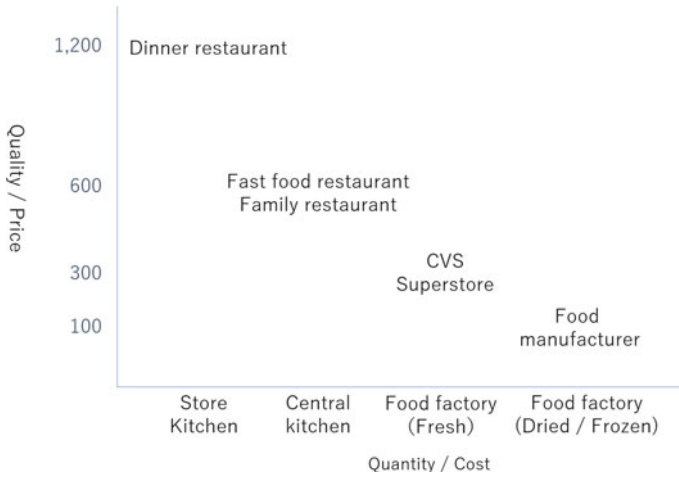 1,200
Dinner restaurant
Quality / Price
600
Fast food restaurant
Family restaurant
300
CVS
Superstore
100
Food
manufacturer
Store
Kitchen
Central
kitchen
Food factory
(Fresh)
Food factory
(Dried / Frozen)
Quantity / Cost